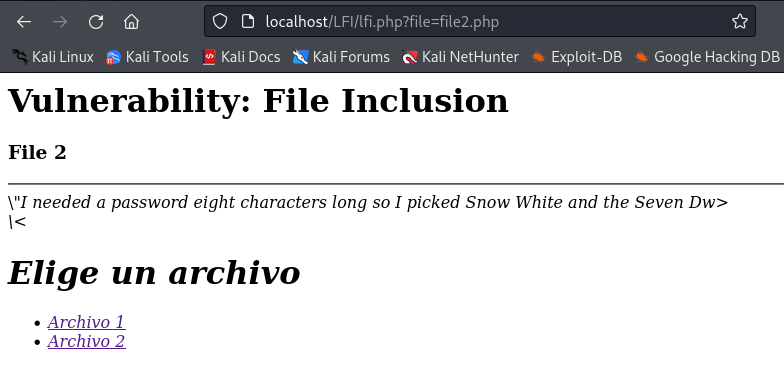 localhost/LFI/lfi.php?file=file2.php
Kali Linux Kali Tools Kali Docs Kali Forums Kali NetHunter Exploit-DB Google Hacking DB
Vulnerability: File Inclusion
File 2
\"I needed a password eight characters long so I picked Snow White and the Seven Dw>
\<
Elige un archivo
• Archivo 1
• Archivo 2